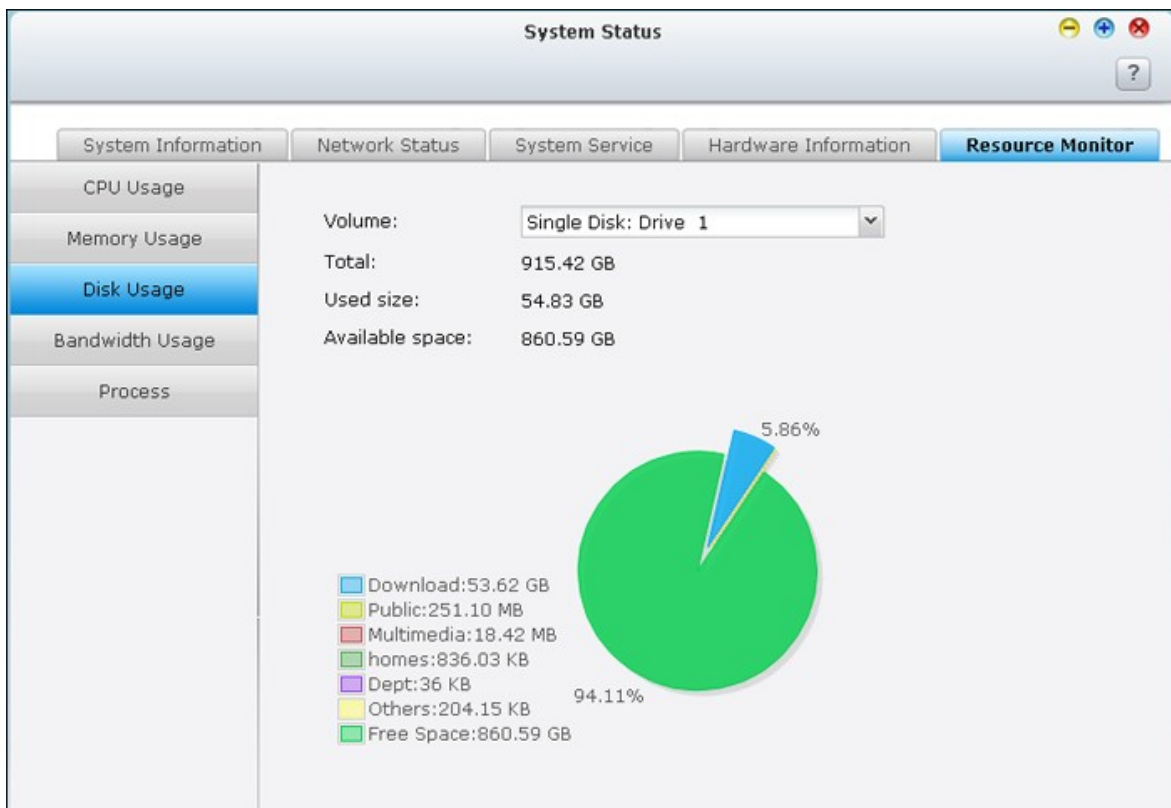 System Status
?
System Information Network Status System Service Hardware Information Resource Monitor
CPU Usage
Memory Usage
Disk Usage
Bandwidth Usage
Process
Volume: Single Disk: Drive 1
Total: 915.42 GB
Used size: 54.83 GB
Available space: 860.59 GB
5.86%
Download:53.62 GB
Public:251.10 MB
Multimedia:18.42 MB
homes:836.03 KB
Dept:36 KB
Others:204.15 KB
Free Space:860.59 GB
94.11%